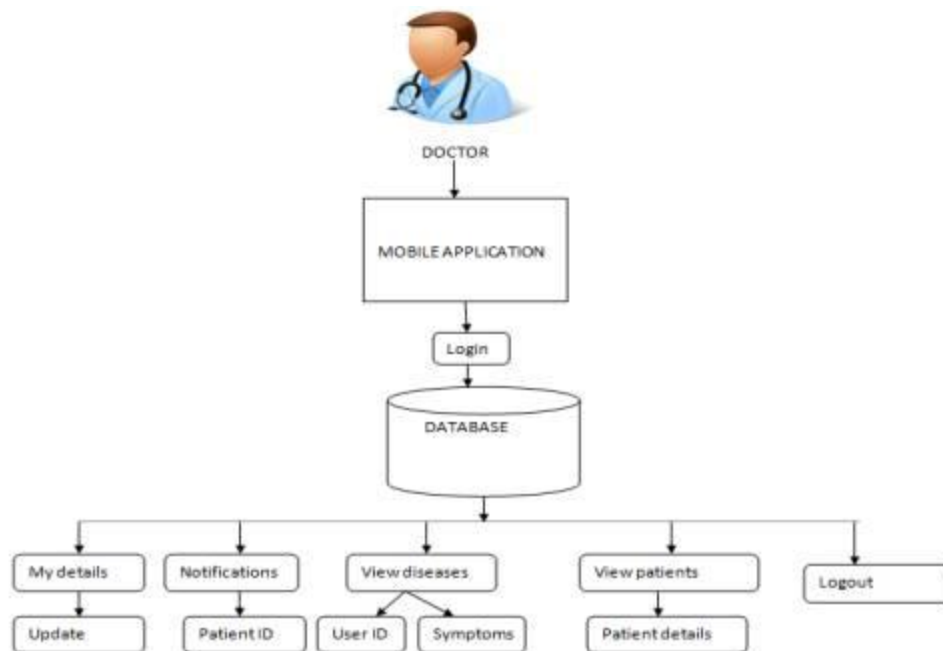 DOCTOR
MOBILE APPLICATION
Login
DATABASE
My details
Notifications
View diseases
View patients
Logout
Update
Patient ID
User ID
Symptoms
Patient details